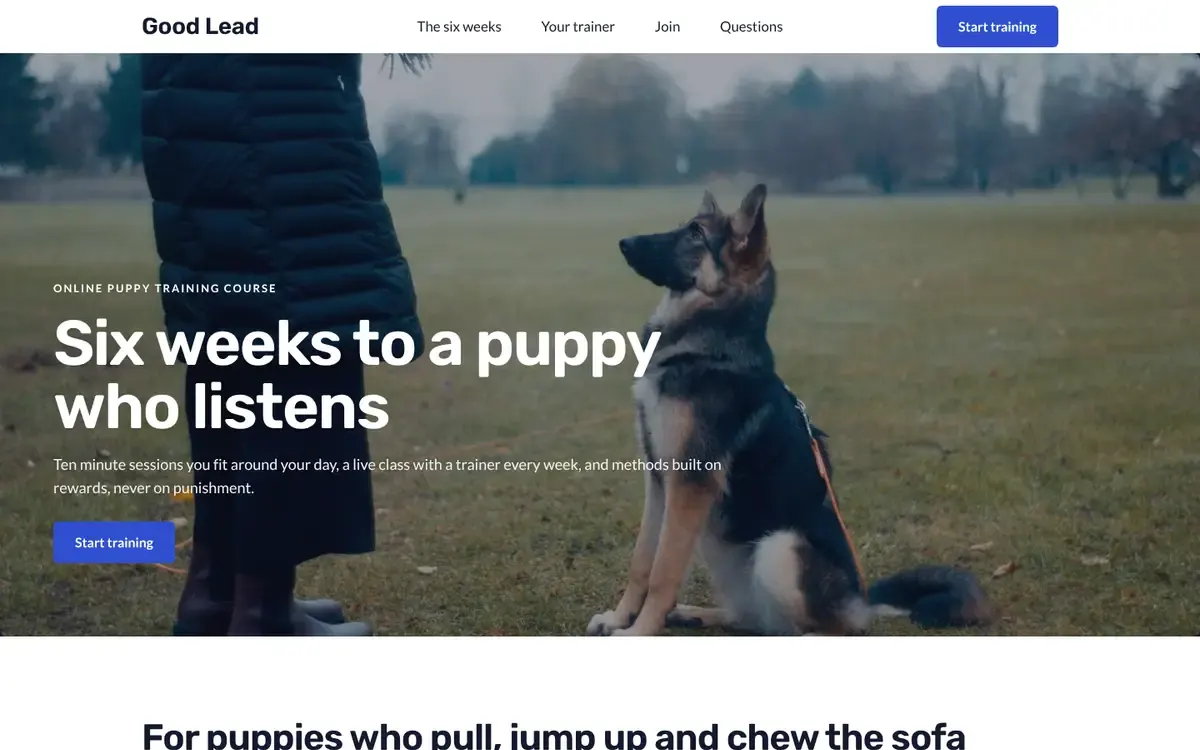 Good Lead
The six weeks
Your trainer
Join
Questions
Start training
ONLINE PUPPY TRAINING COURSE
Six weeks to a puppy
who listens
Ten minute sessions you fit around your day, a live class with a trainer every week, and methods built on
rewards, never on punishment.
Start training
For puppies who pull, jump up and chew the sofa